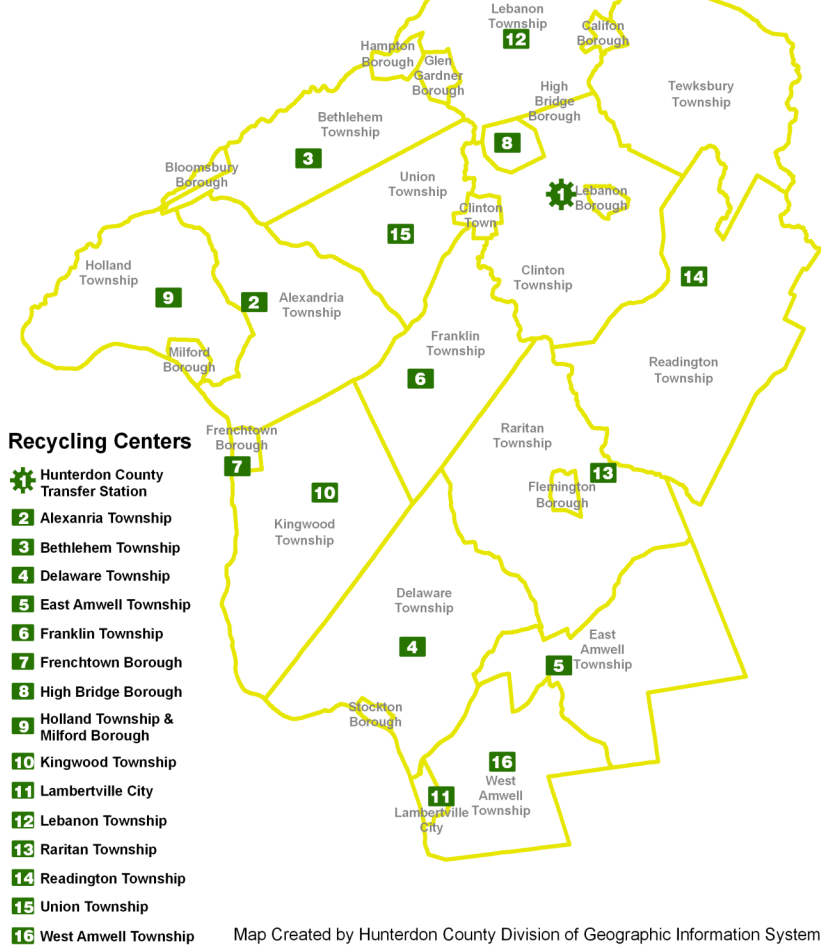 Lebanon
Township
12
Califon
Borough
Hampton
Borough
Glen
Gardner
Borough
High
Bridge
Borough
Tewksbury
Township
Bethlehem
Township
3
8
Bloomsbury
Borough
Union
Township
15
Clinton
Town
1
Lebanon
Borough
Holland
Township
9
2
Alexandria
Township
Clinton
Township
14
Milford
Borough
Franklin
Township
6
Readington
Township
Frenchtown
Borough
7
Raritan
Township
13
Flemington
Borough
10
Kingwood
Township
Delaware
Township
4
East
Amwell
Township
5
Stockton
Borough
16
West
Amwell
Township
11
Lambertville
City
Recycling Centers
1 Hunterdon County
Transfer Station
2 Alexanria Township
3 Bethlehem Township
4 Delaware Township
5 East Amwell Township
6 Franklin Township
7 Frenchtown Borough
8 High Bridge Borough
9 Holland Township &
Milford Borough
10 Kingwood Township
11 Lambertville City
12 Lebanon Township
13 Raritan Township
14 Readington Township
15 Union Township
16 West Amwell Township
Map Created by Hunterdon County Division of Geographic Information System